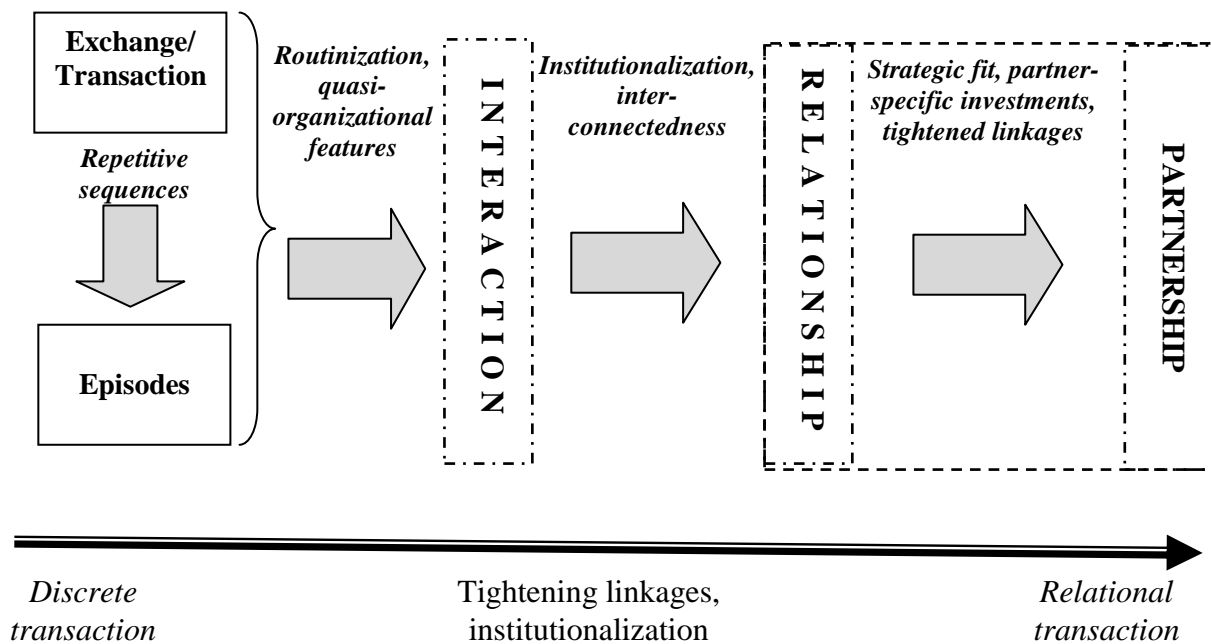 Exchange/
Transaction
Repetitive
sequences
Episodes
Routinization,
quasi-
organizational
features
INTERACTION
Institutionalization,
inter-
connectedness
RELATIONSHIP
Strategic fit, partner-
specific investments,
tightened linkages
PARTNERSHIP
Discrete
transaction
Tightening linkages,
institutionalization
Relational
transaction